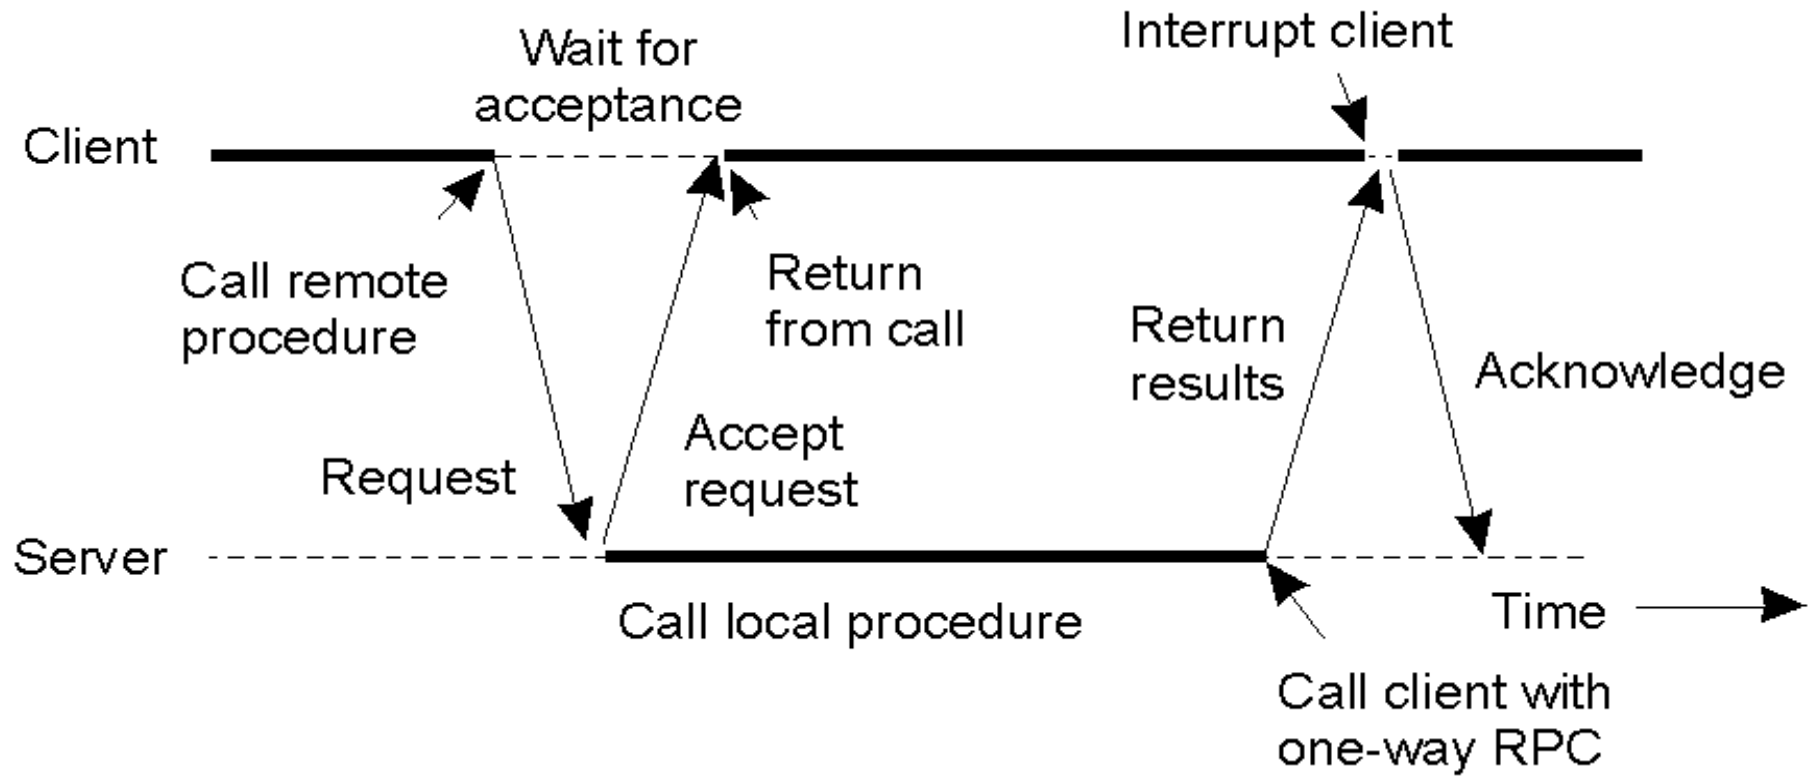 Wait for
acceptance
Interrupt client
Client
Call remote
procedure
Return
from call
Return
results
Acknowledge
Request
Accept
request
Server
Call local procedure
Time
Call client with
one-way RPC